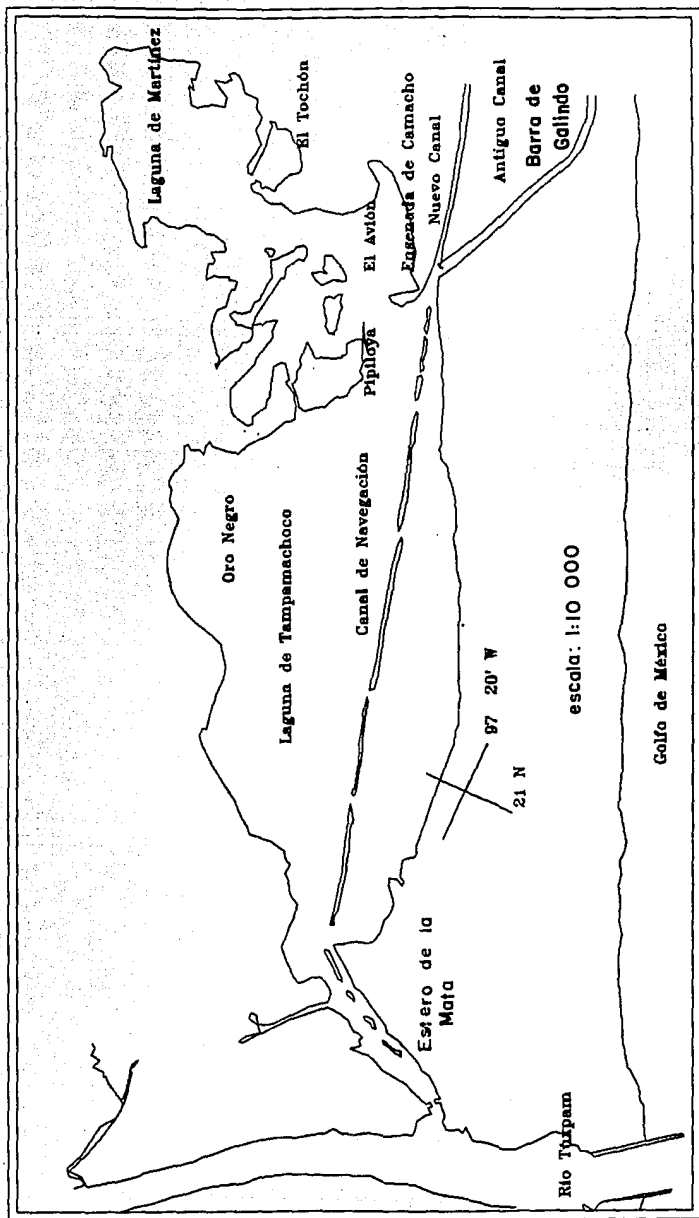 Laguna de Martínez
El Tochón
Oro Negro
Laguna de Tampamachoco
Pipiloya
El Avión
Ensenada de Camacho
Nuevo Canal
Canal de Navegación
Antiguo Canal
Barra de
Galindo
97 20' W
21 N
Estero de la
Mata
escala: 1:10 000
Río Tuxpam
Golfo de México